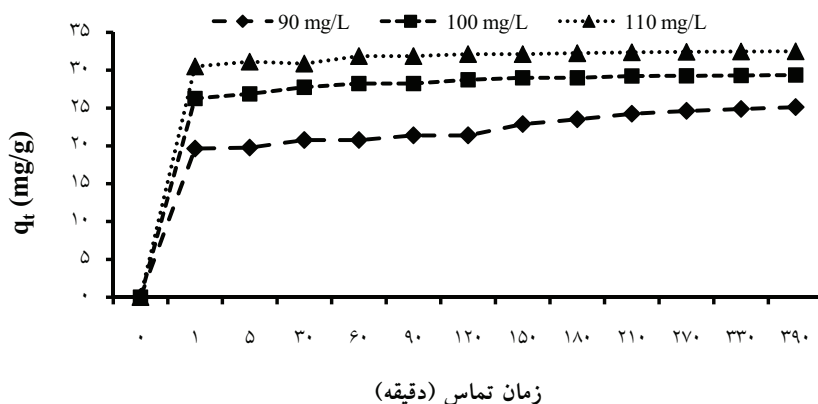 90 mg/L 100 mg/L 110 mg/L
۳۵
۳۰
۲۵
۲۰
۱۵
۱۰
۵
۰
qt (mg/g)
۰ ۱ ۵ ۳۰ ۶۰ ۹۰ ۱۲۰ ۱۵۰ ۱۸۰ ۲۱۰ ۲۷۰ ۳۳۰ ۳۹۰
زمان تماس (دقیقه)